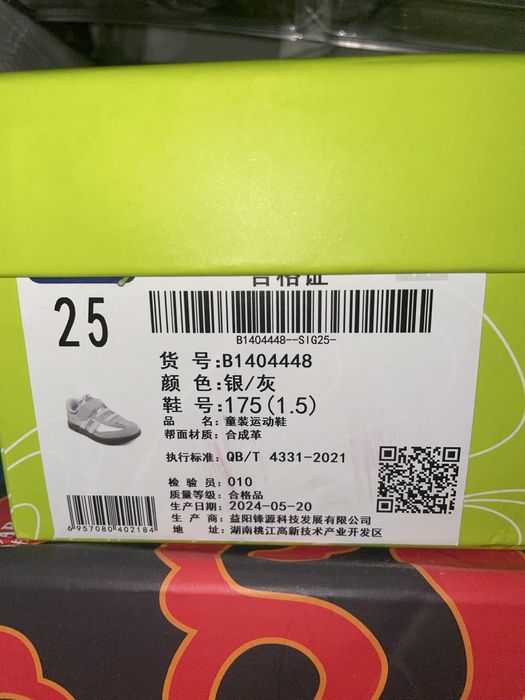 合格证
25
B1404448--SIG25-
货 号:B1404448
颜 色:银/灰
鞋 号:175(1.5)
品 名: 童装运动鞋
帮面材质: 合成革
执行标准: QB/T 4331-2021
检 验 员: 010
质量等级: 合格品
生产日期: 2024-05-20
生 产 商: 益阳锋源科技发展有限公司
地 址: 湖南桃江高新技术产业开发区
6 957080 402184